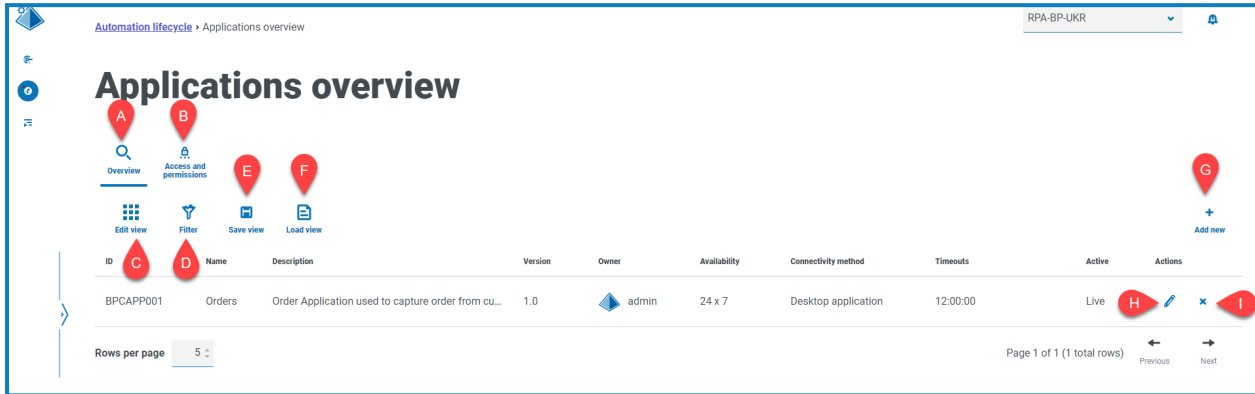 RPA-BP-UKR
Automation lifecycle › Applications overview
Applications overview
A B
Overview Access and permissions E F G
Edit view Filter Save view Load view Add new
C D
ID Name Description Version Owner Availability Connectivity method Timeouts Active Actions
BPCAPP001 Orders Order Application used to capture order from cu... 1.0 admin 24 x 7 Desktop application 12:00:00 Live H I
Rows per page 5 Page 1 of 1 (1 total rows) Previous Next